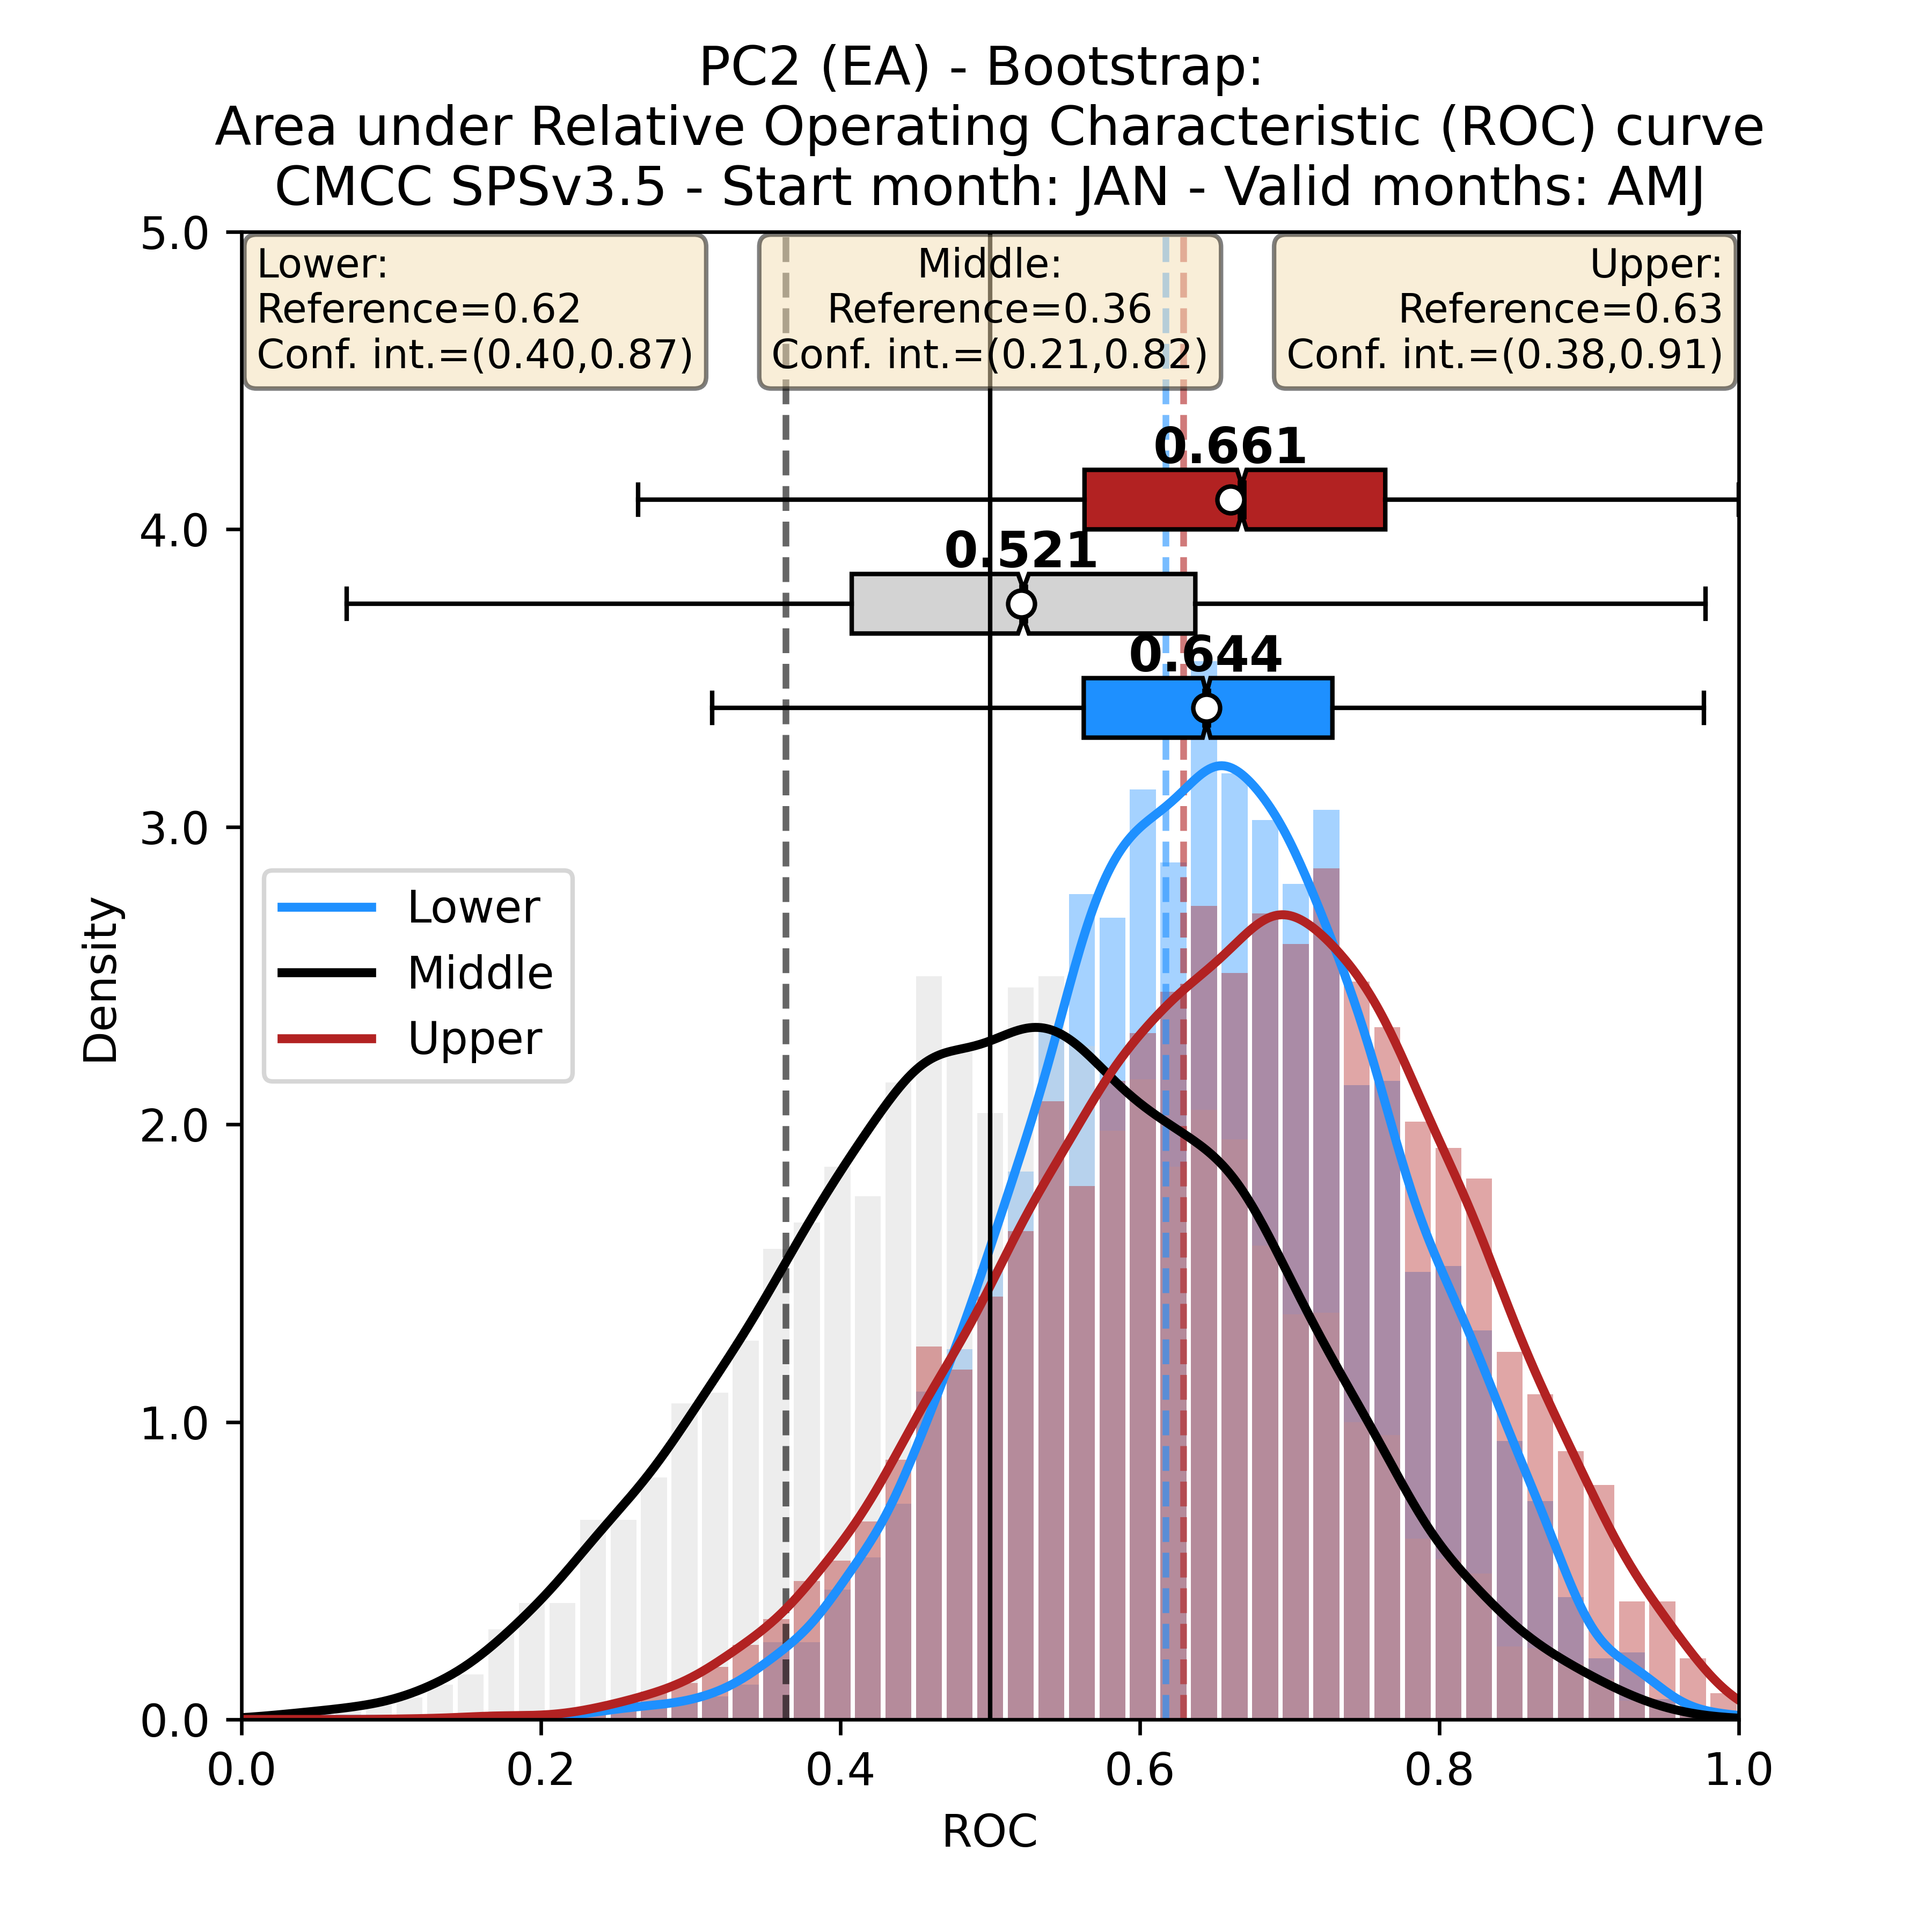 PC2 (EA) - Bootstrap:
Area under Relative Operating Characteristic (ROC) curve
CMCC SPSv3.5 - Start month: JAN - Valid months: AMJ
Lower:
Reference=0.62
Conf. int.=(0.40,0.87)
Middle:
Reference=0.36
Conf. int.=(0.21,0.82)
Upper:
Reference=0.63
Conf. int.=(0.38,0.91)
0.661
0.521
0.644
Lower
Middle
Upper
Density
5.0
4.0
3.0
2.0
1.0
0.0
0.0
0.2
0.4
0.6
0.8
1.0
ROC